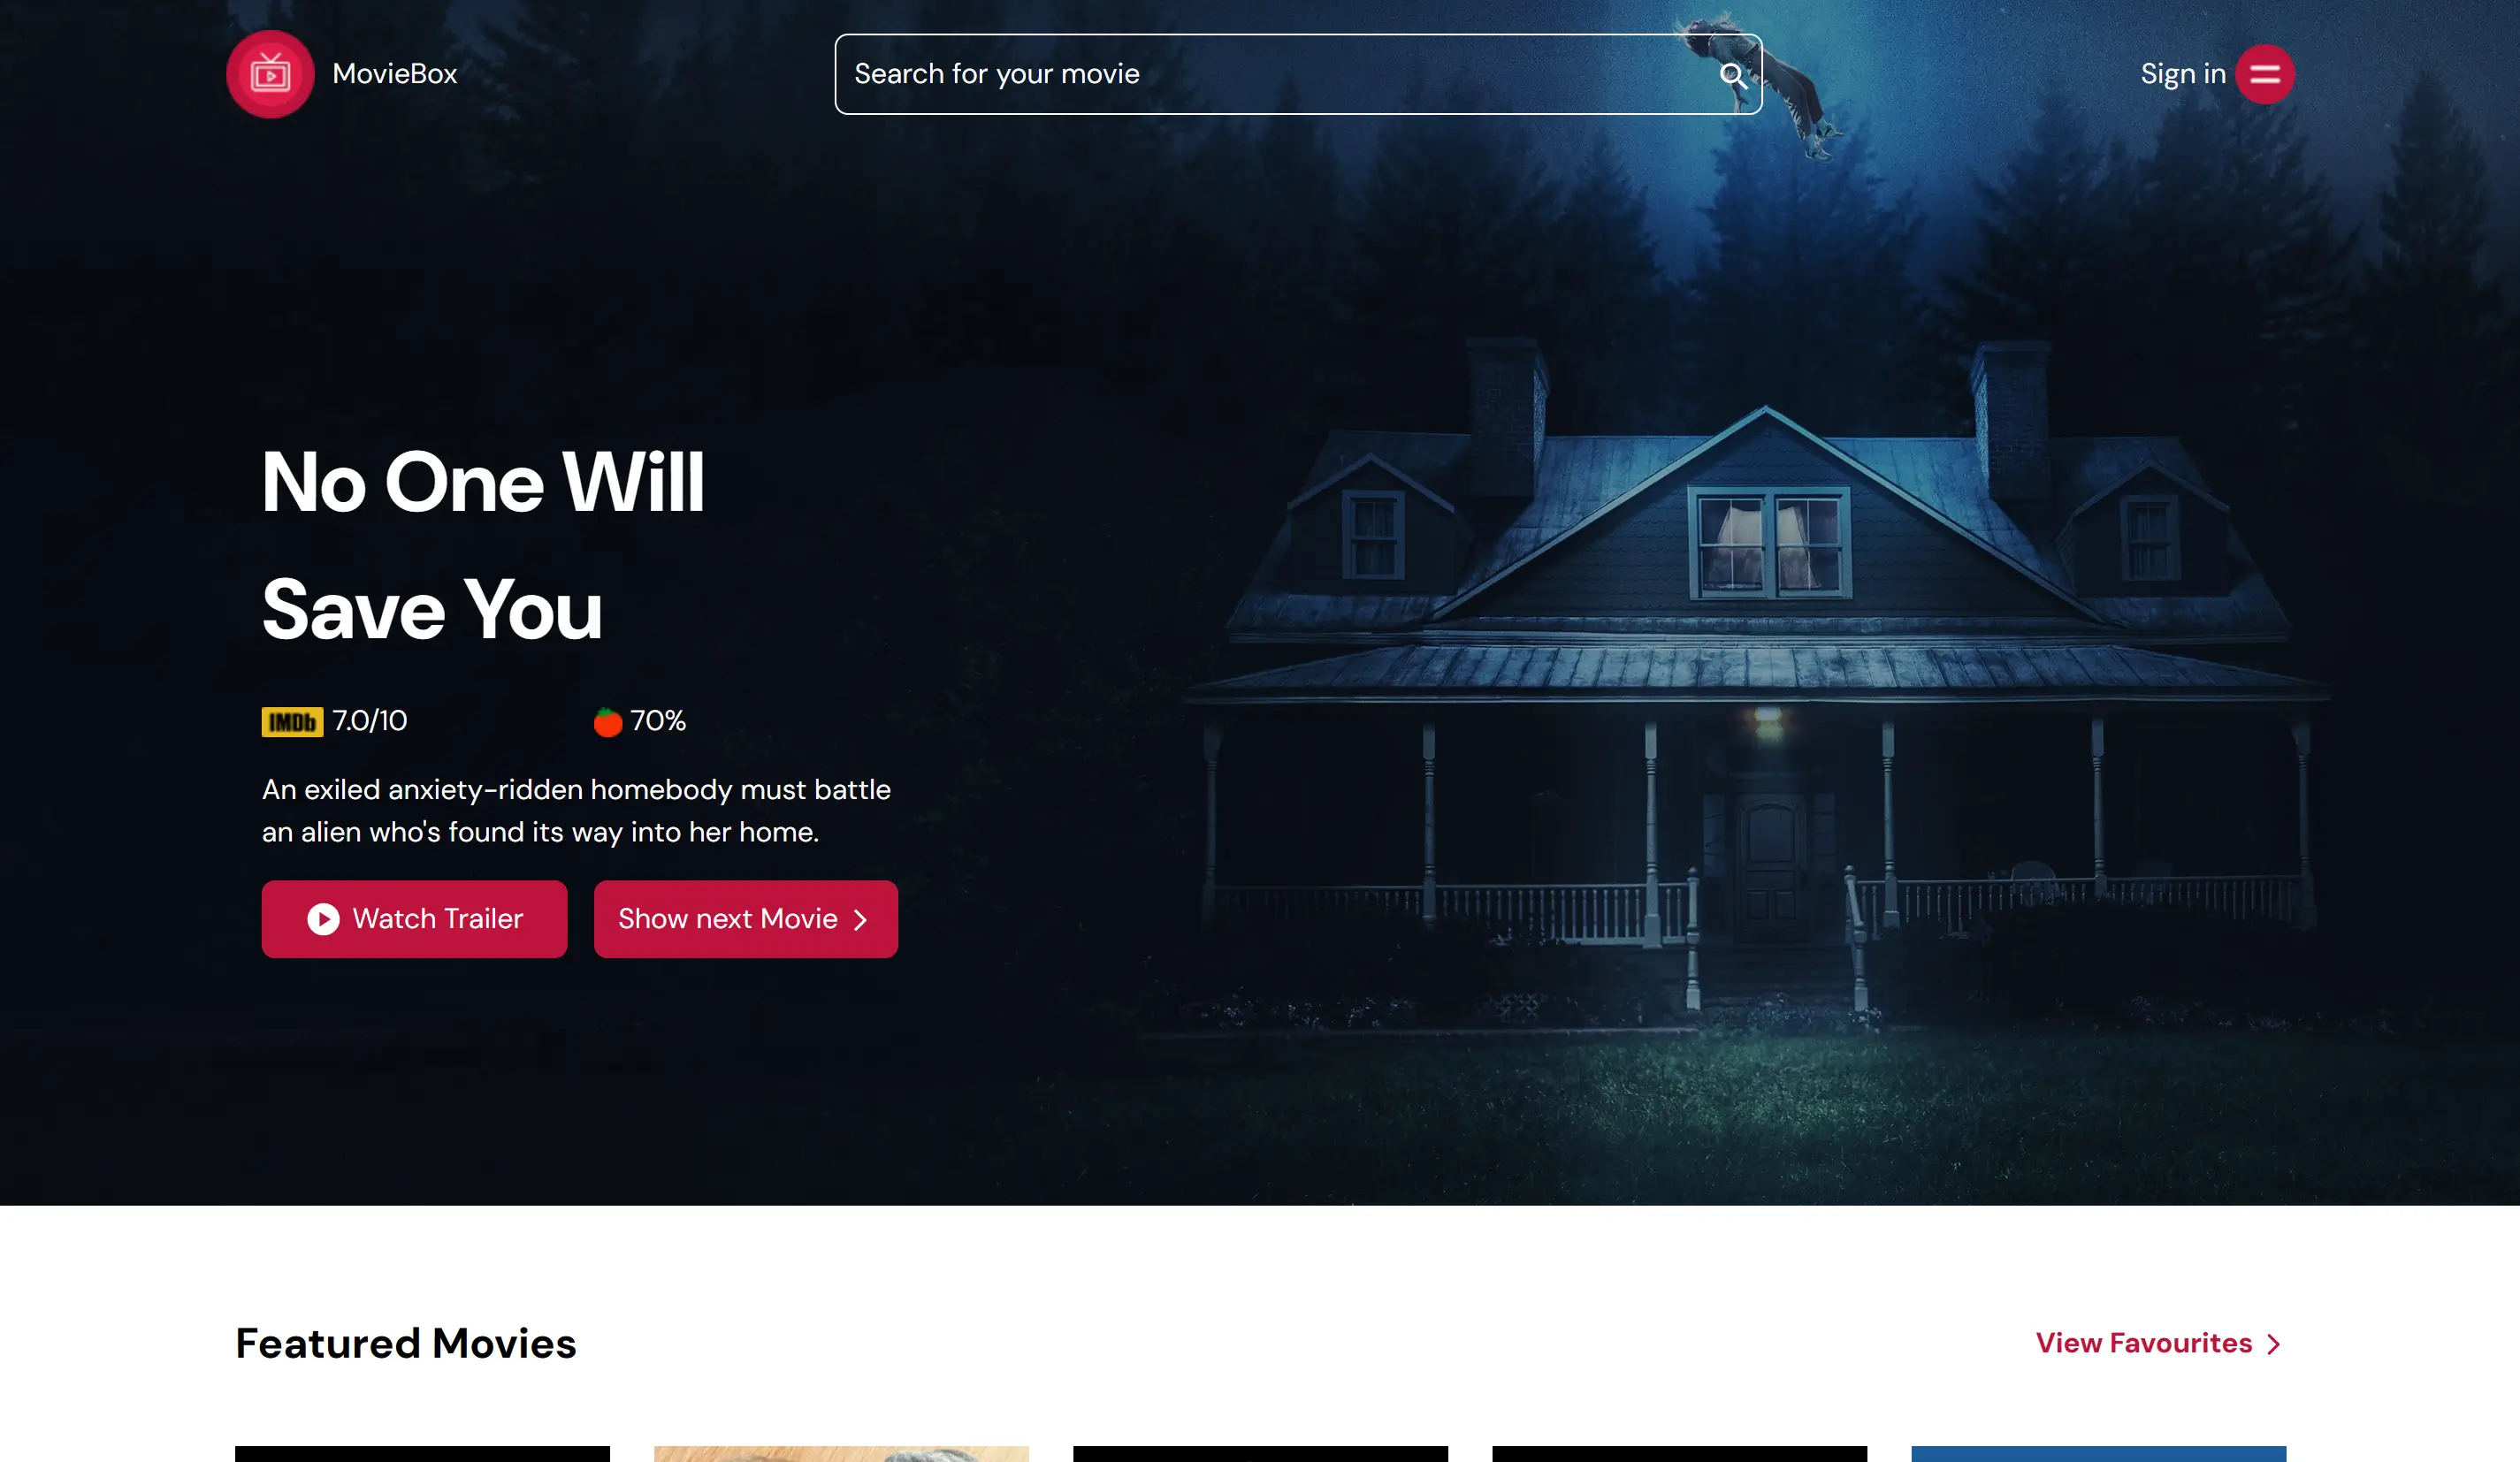 MovieBox
Search for your movie
Sign in
No One Will
Save You
IMDb 7.0/10
70%
An exiled anxiety-ridden homebody must battle
an alien who's found its way into her home.
Watch Trailer
Show next Movie
Featured Movies
View Favourites